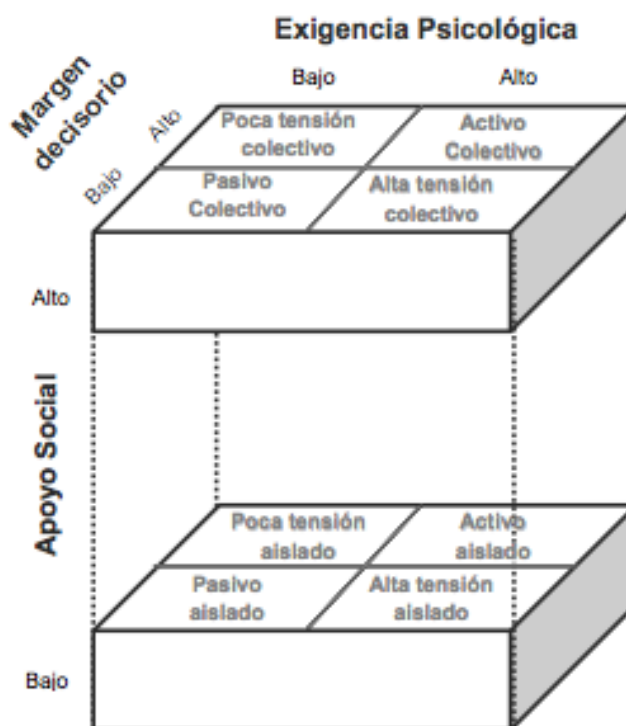 Exigencia Psicológica
Bajo
Alto
Margen
decisorio
Alto
Bajo
Poca tensión
colectivo
Activo
Colectivo
Pasivo
Colectivo
Alta tensión
colectivo
Alto
Apoyo Social
Poca tensión
aislado
Activo
aislado
Pasivo
aislado
Alta tensión
aislado
Bajo